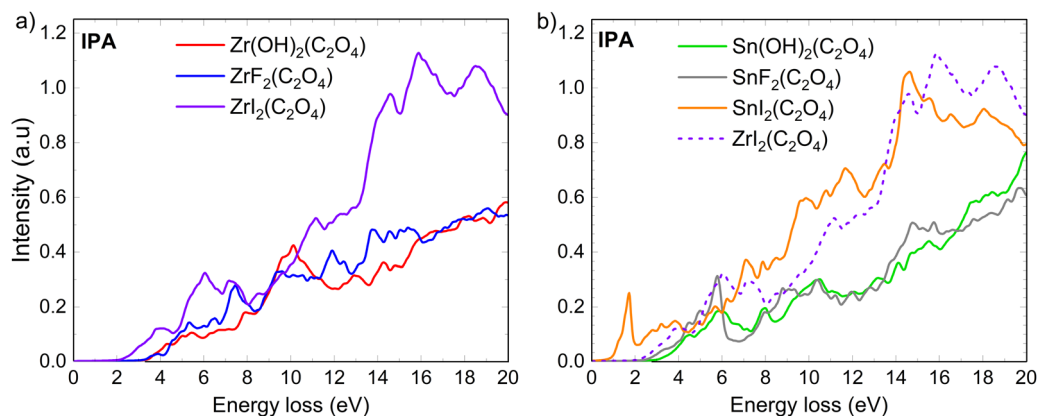 a)
IPA
Zr(OH)₂(C₂O₄)
ZrF₂(C₂O₄)
ZrI₂(C₂O₄)
Intensity (a.u)
1.2
1.0
0.8
0.6
0.4
0.2
0.0
0 2 4 6 8 10 12 14 16 18 20
Energy loss (eV)
b)
IPA
Sn(OH)₂(C₂O₄)
SnF₂(C₂O₄)
SnI₂(C₂O₄)
ZrI₂(C₂O₄)
1.2
1.0
0.8
0.6
0.4
0.2
0.0
0 2 4 6 8 10 12 14 16 18 20
Energy loss (eV)